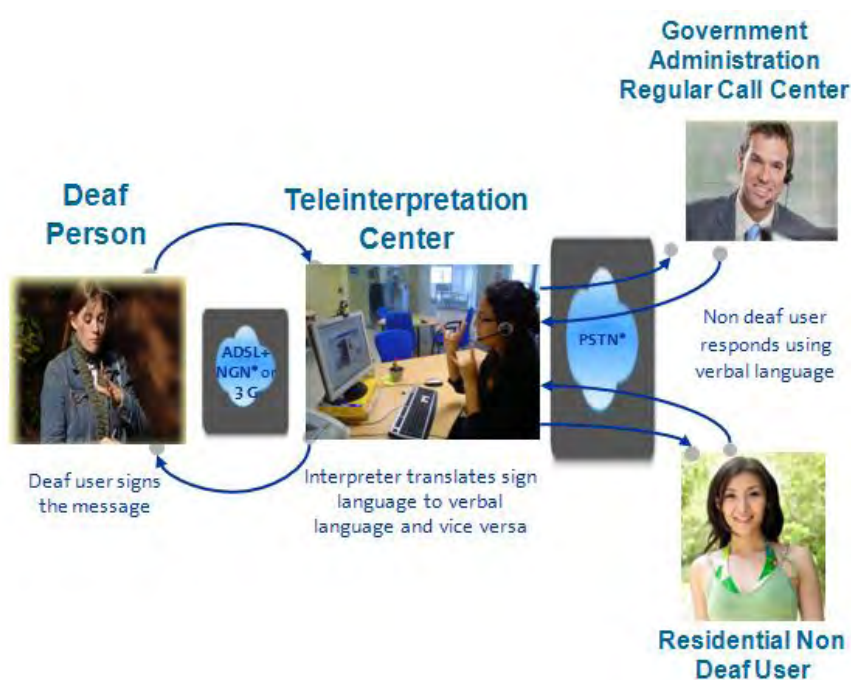 Government
Administration
Regular Call Center
Deaf
Person
Teleinterpretation
Center
ADSL+
NGN* or
3 G
PSTN*
Non deaf user
responds using
verbal language
Deaf user signs
the message
Interpreter translates sign
language to verbal
language and vice versa
Residential Non
Deaf User